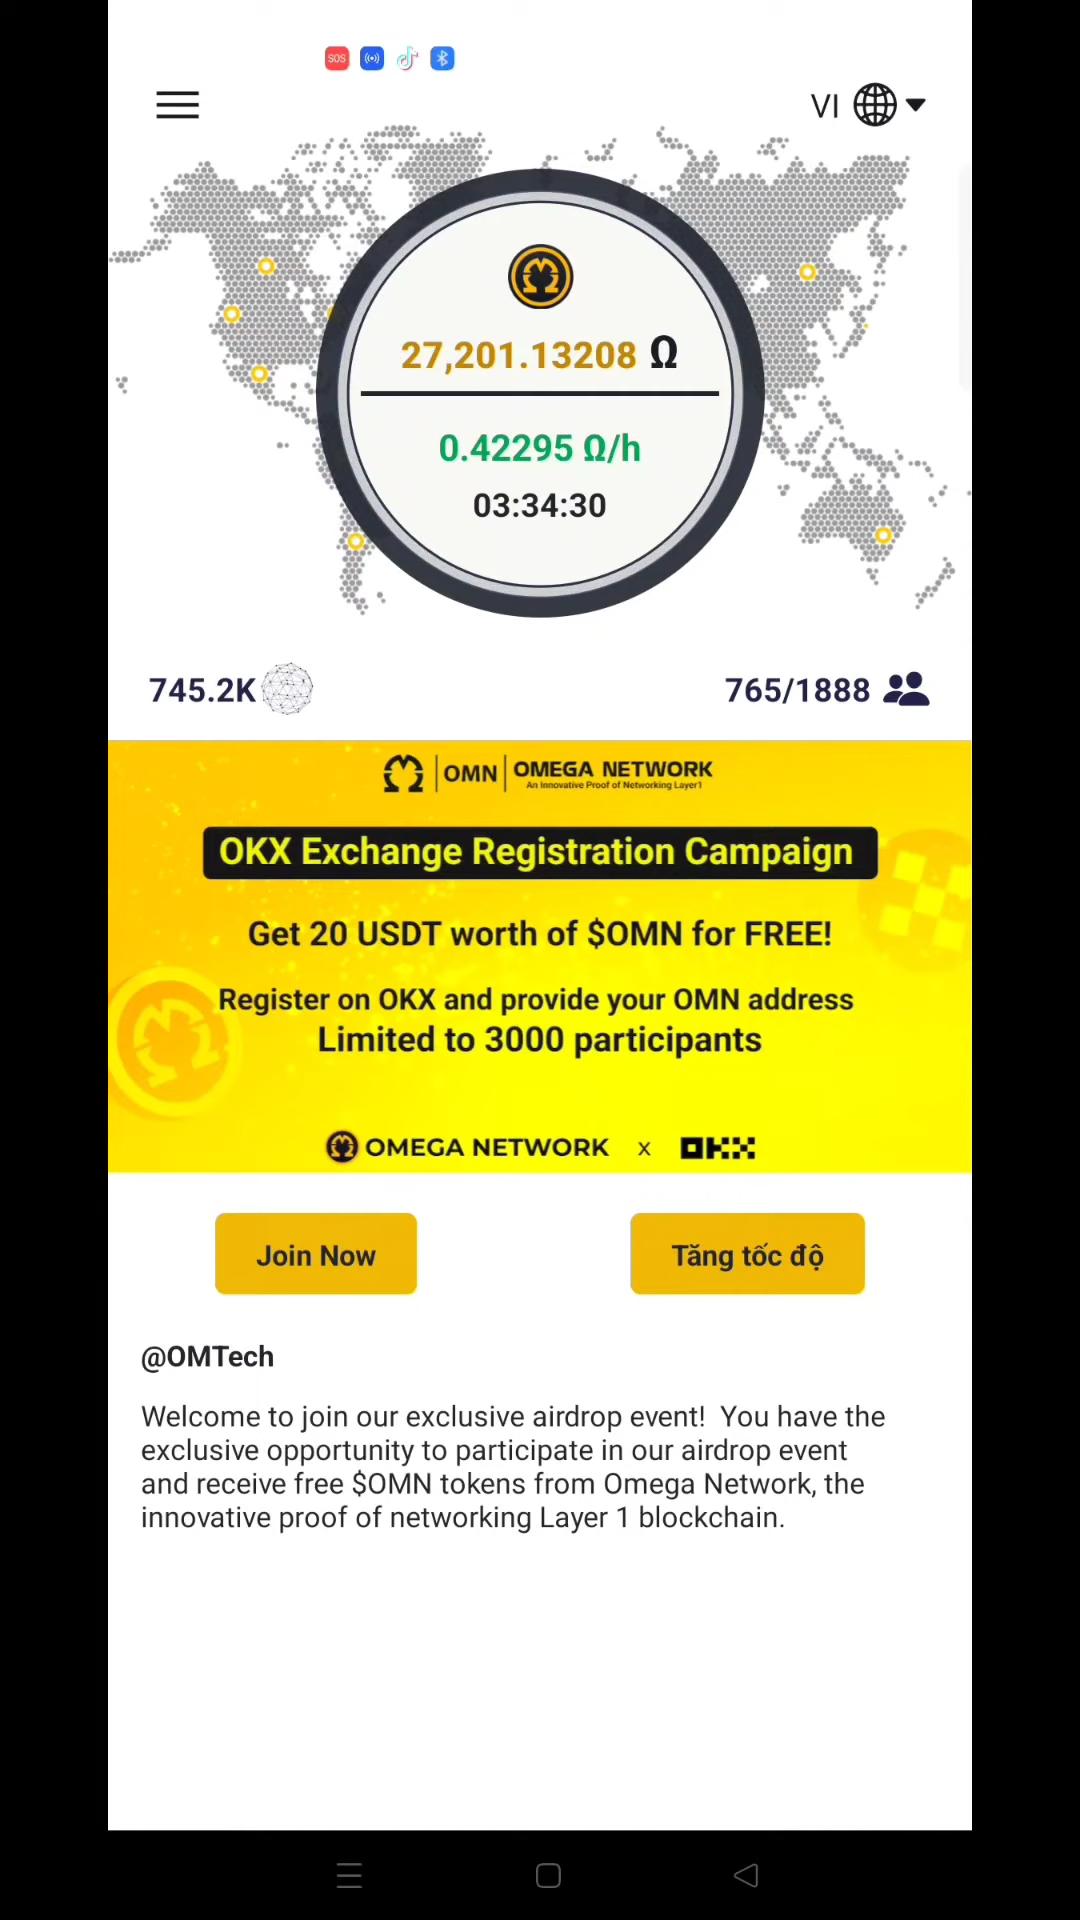 SOS
VI
27,201.13208 Ω
0.42295 Ω/h
03:34:30
745.2K
765/1888
OMN
OMEGA NETWORK
An Innovative Proof of Networking Layer1
OKX Exchange Registration Campaign
Get 20 USDT worth of $OMN for FREE!
Register on OKX and provide your OMN address
Limited to 3000 participants
OMEGA NETWORK x OKX
Join Now
Tăng tốc độ
@OMTech
Welcome to join our exclusive airdrop event!  You have the
exclusive opportunity to participate in our airdrop event
and receive free $OMN tokens from Omega Network, the
innovative proof of networking Layer 1 blockchain.